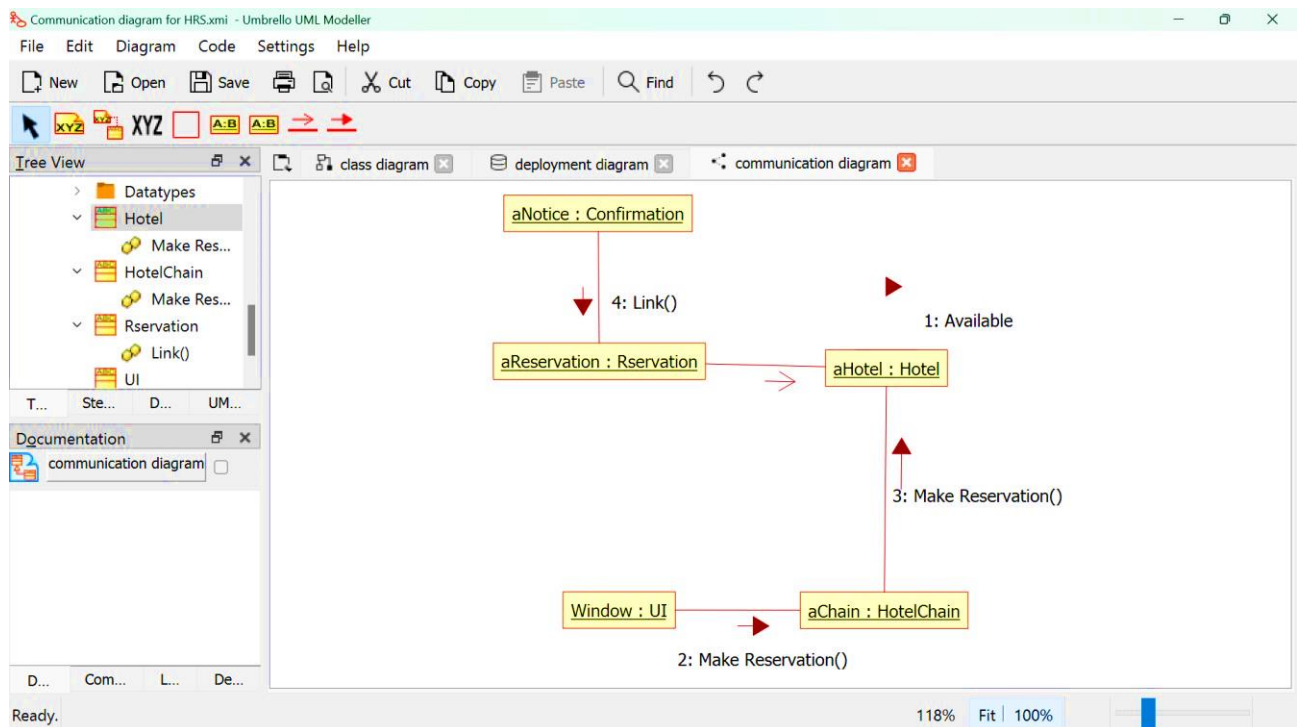 Communication diagram for HRS.xmi - Umbrello UML Modeller
File Edit Diagram Code Settings Help
New Open Save Cut Copy Paste Find
XYZ XYZ XYZ A:B A:B
Tree View
class diagram deployment diagram communication diagram
Datatypes
Hotel
Make Res...
HotelChain
Make Res...
Rservation
Link()
UI
T... Ste... D... UM...
Documentation
communication diagram
D... Com... L... De...
aNotice : Confirmation
4: Link()
1: Available
aReservation : Rservation
aHotel : Hotel
3: Make Reservation()
Window : UI
aChain : HotelChain
2: Make Reservation()
Ready.
118% Fit 100%